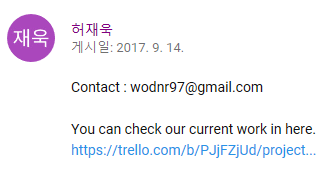 재욱
허재욱
게시일: 2017. 9. 14.
Contact : wodnr97@gmail.com
You can check our current work in here.
https://trello.com/b/PJjFZjUd/project...